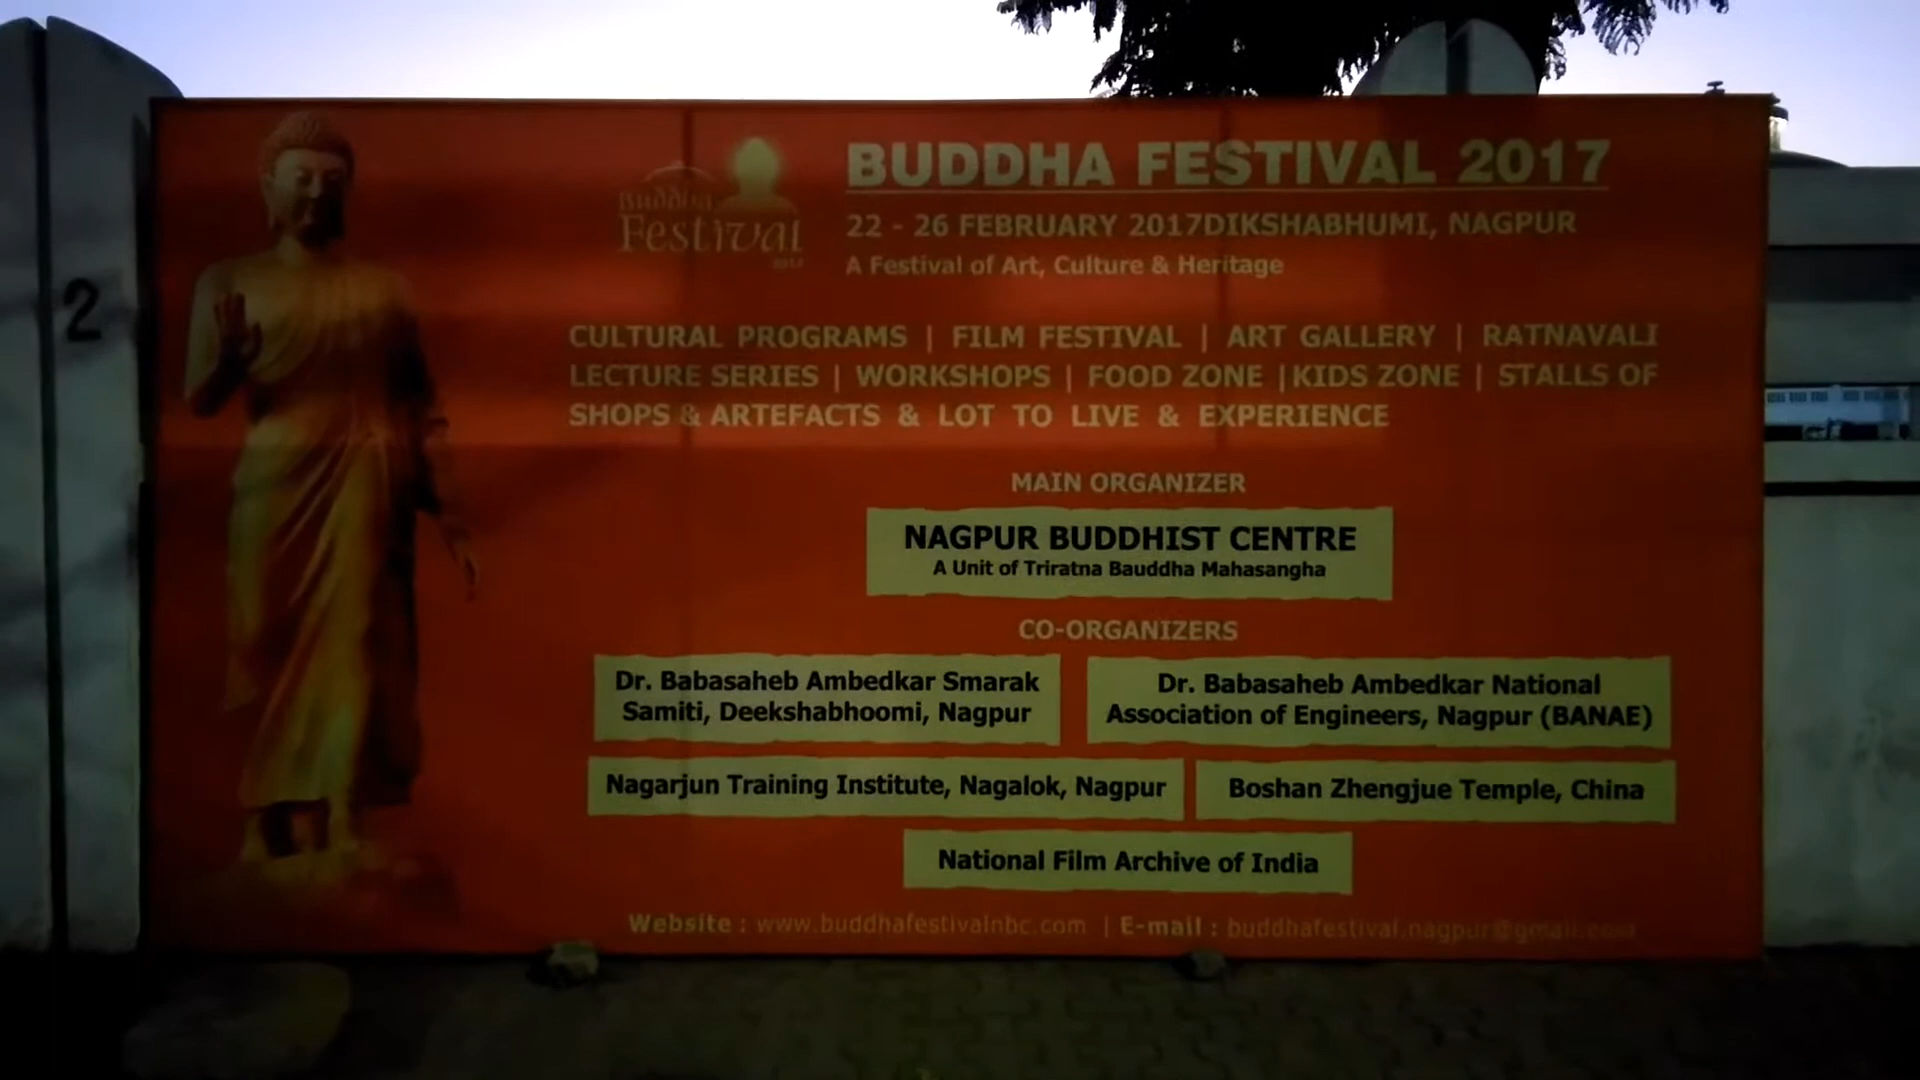 2
Buddha
Festival
2017
BUDDHA FESTIVAL 2017
22 - 26 FEBRUARY 2017DIKSHABHUMI, NAGPUR
A Festival of Art, Culture & Heritage
CULTURAL PROGRAMS | FILM FESTIVAL | ART GALLERY | RATNAVALI
LECTURE SERIES | WORKSHOPS | FOOD ZONE |KIDS ZONE | STALLS OF
SHOPS & ARTEFACTS & LOT TO LIVE & EXPERIENCE
MAIN ORGANIZER
NAGPUR BUDDHIST CENTRE
A Unit of Triratna Bauddha Mahasangha
CO-ORGANIZERS
Dr. Babasaheb Ambedkar Smarak
Samiti, Deekshabhoomi, Nagpur
Dr. Babasaheb Ambedkar National
Association of Engineers, Nagpur (BANAE)
Nagarjun Training Institute, Nagalok, Nagpur
Boshan Zhengjue Temple, China
National Film Archive of India
Website : www.buddhafestivalnbc.com | E-mail : buddhafestival.nagpur@gmail.com